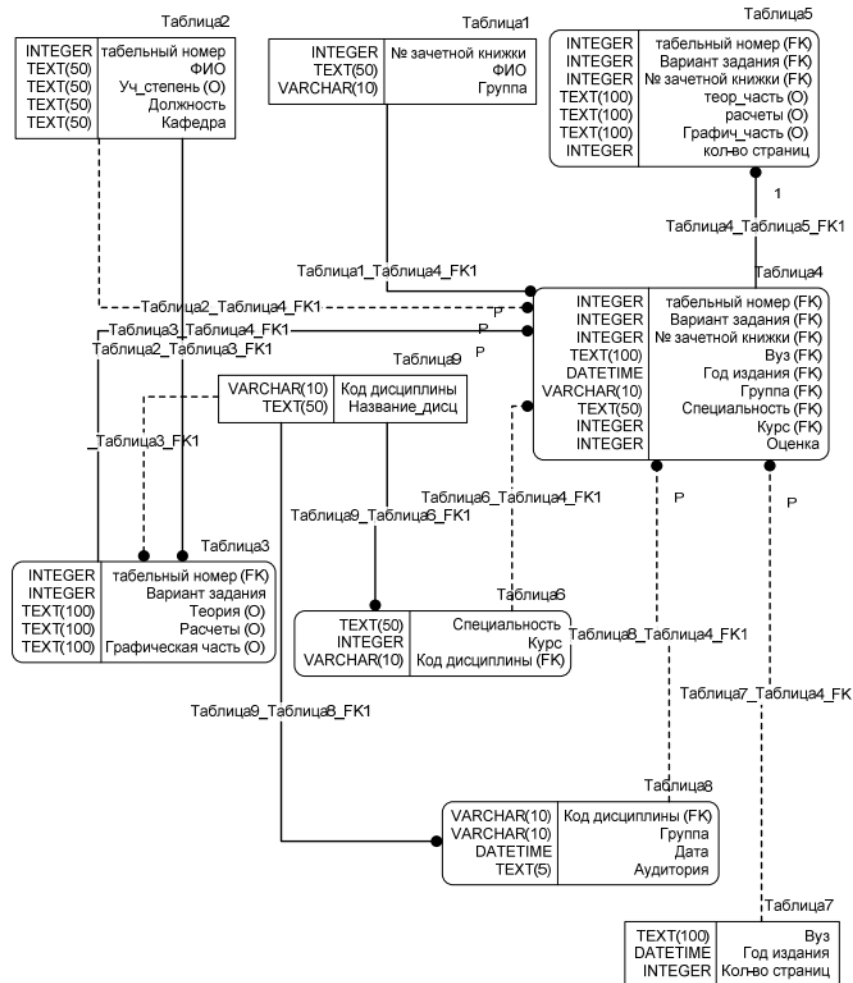 Таблица2
INTEGER табельный номер
TEXT(50) ФИО
TEXT(50) Уч_степень (O)
TEXT(50) Должность
TEXT(50) Кафедра
Таблица1
INTEGER № зачетной книжки
TEXT(50) ФИО
VARCHAR(10) Группа
Таблица5
INTEGER табельный номер (FK)
INTEGER Вариант задания (FK)
INTEGER № зачетной книжки (FK)
TEXT(100) теор_часть (O)
TEXT(100) расчеты (O)
TEXT(100) Графич_часть (O)
INTEGER кол-во страниц
1
Таблица4_Таблица5_FK1
Таблица1_Таблица4_FK1
Таблица4
INTEGER табельный номер (FK)
INTEGER Вариант задания (FK)
INTEGER № зачетной книжки (FK)
TEXT(100) Вуз (FK)
DATETIME Год издания (FK)
VARCHAR(10) Группа (FK)
TEXT(50) Специальность (FK)
INTEGER Курс (FK)
INTEGER Оценка
Таблица2_Таблица4_FK1
P
Таблица3_Таблица4_FK1
P
Таблица2_Таблица3_FK1
P
Таблица9
VARCHAR(10) Код дисциплины
TEXT(50) Название_дисц
_Таблица3_FK1
Таблица6_Таблица4_FK1
P
P
Таблица9_Таблица6_FK1
Таблица3
INTEGER табельный номер (FK)
INTEGER Вариант задания
TEXT(100) Теория (O)
TEXT(100) Расчеты (O)
TEXT(100) Графическая часть (O)
Таблица6
TEXT(50) Специальность
INTEGER Курс
VARCHAR(10) Код дисциплины (FK)
Таблица8_Таблица4_FK1
Таблица7_Таблица4_FK
Таблица9_Таблица8_FK1
Таблица8
VARCHAR(10) Код дисциплины (FK)
VARCHAR(10) Группа
DATETIME Дата
TEXT(5) Аудитория
Таблица7
TEXT(100) Вуз
DATETIME Год издания
INTEGER Кол-во страниц